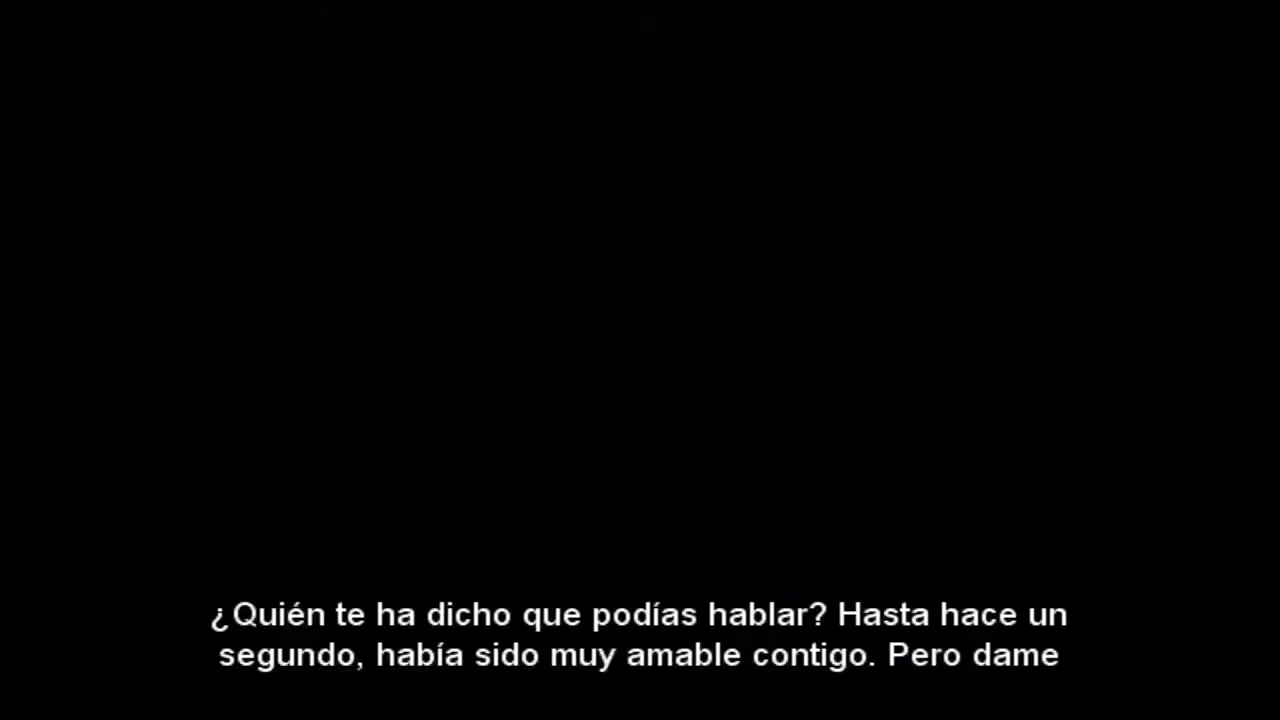 ¿Quién te ha dicho que podías hablar? Hasta hace un
segundo, había sido muy amable contigo. Pero dame